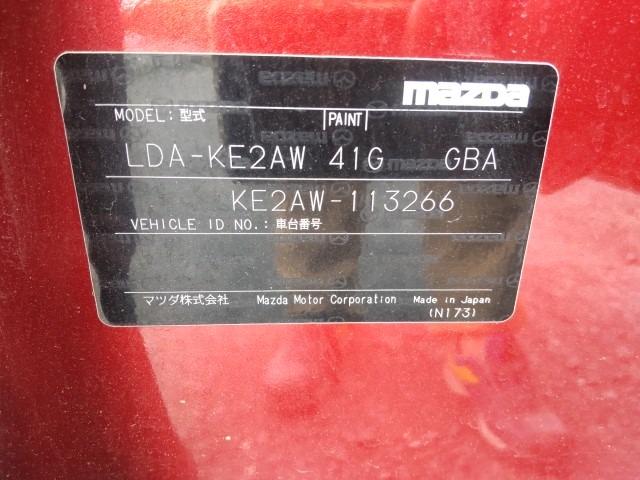 mazda
MODEL: 型式 PAINT
LDA-KE2AW 41G GBA
KE2AW-113266
VEHICLE ID NO.: 車台番号
マツダ株式会社 Mazda Motor Corporation Made in Japan
(N173)